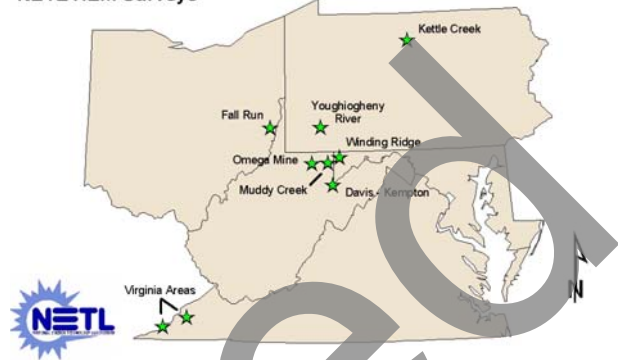 Kettle Creek
Fall Run
Youghiogheny
River
Winding Ridge
Omega Mine
Muddy Creek
Davis - Kempton
N
Virginia Areas
NETL